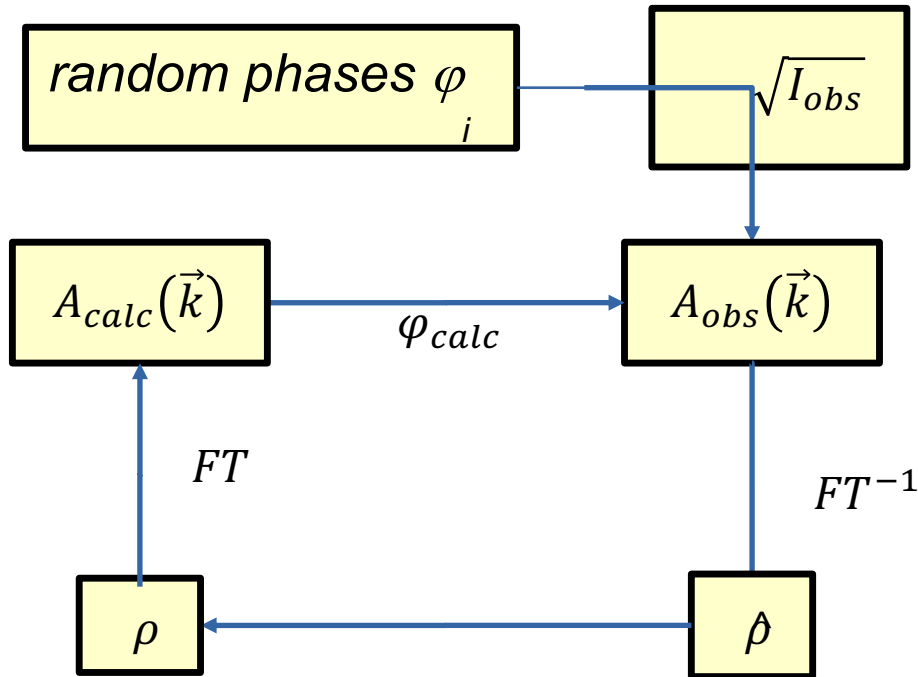 random phases φ
i
√I_obs
A_calc(k⃗)
φ_calc
A_obs(k⃗)
FT
FT⁻¹
ρ
ρ̂